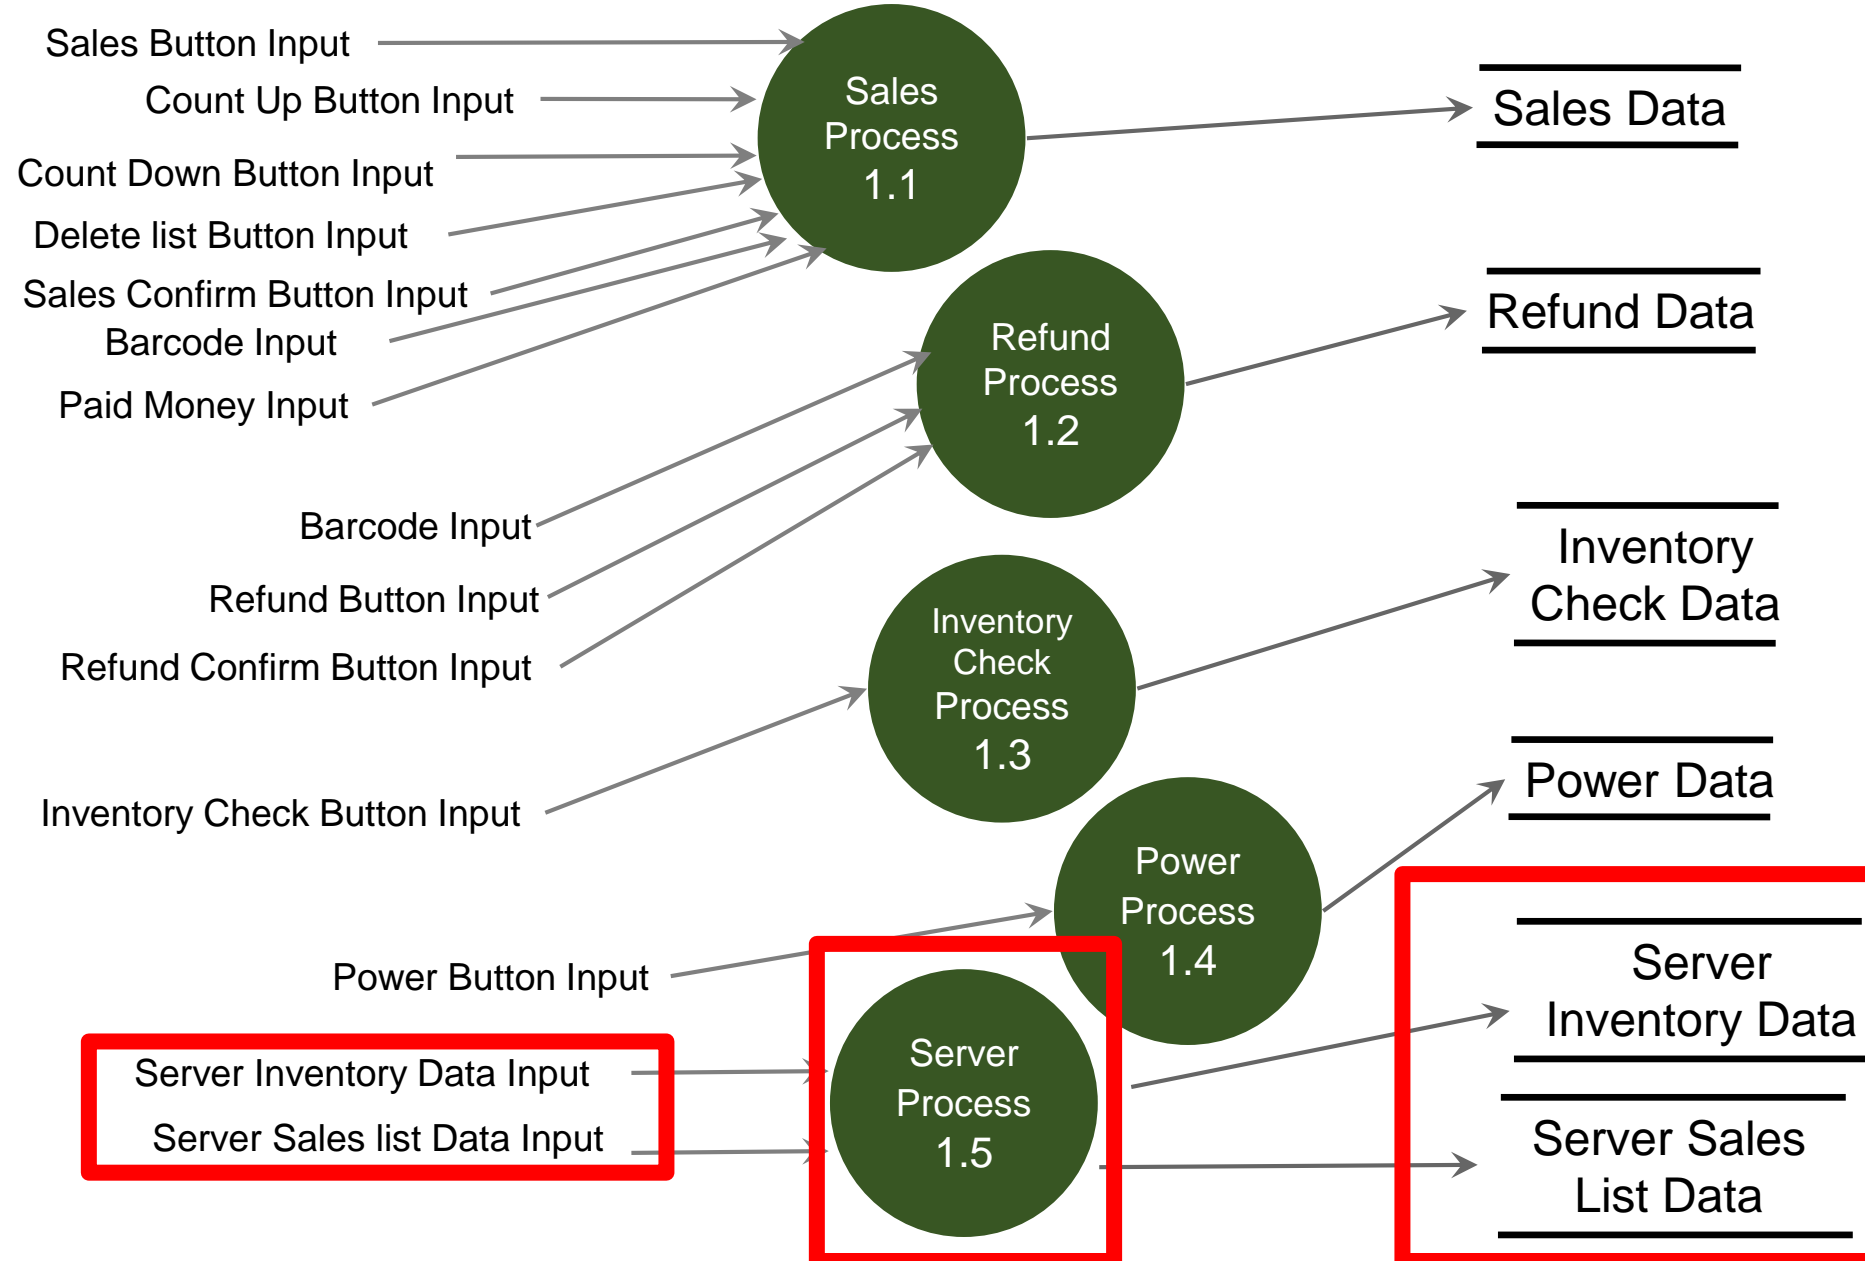 Sales Button Input
Count Up Button Input
Count Down Button Input
Delete list Button Input
Sales Confirm Button Input
Barcode Input
Paid Money Input
Sales
Process
1.1
Sales Data
Refund
Process
1.2
Refund Data
Barcode Input
Refund Button Input
Refund Confirm Button Input
Inventory
Check
Process
1.3
Inventory
Check Data
Inventory Check Button Input
Power Data
Power
Process
1.4
Power Button Input
Server Inventory Data Input
Server Sales list Data Input
Server
Process
1.5
Server
Inventory Data
Server Sales
List Data